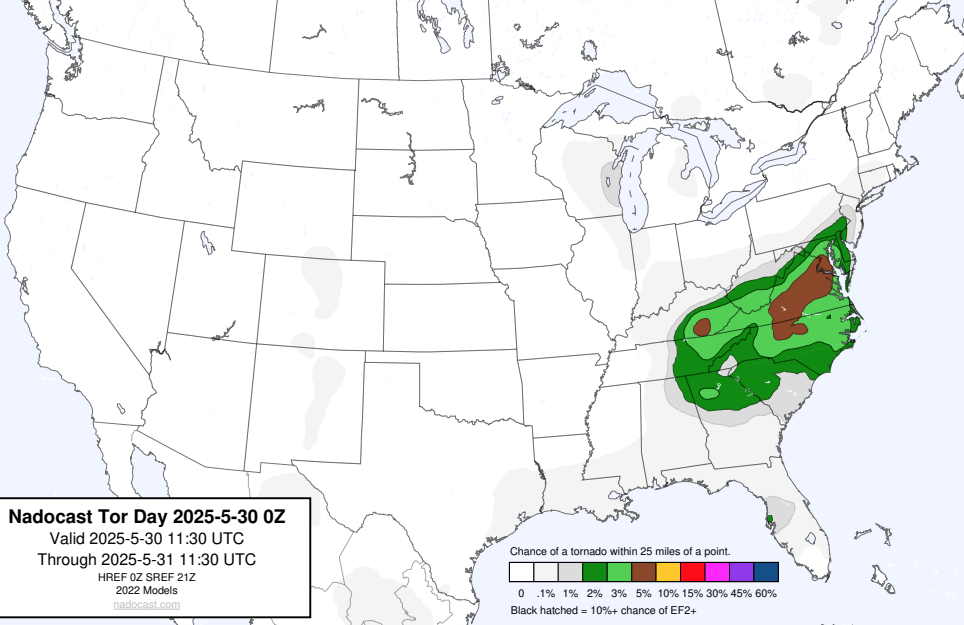 Nadocast Tor Day 2025-5-30 0Z
Valid 2025-5-30 11:30 UTC
Through 2025-5-31 11:30 UTC
HREF 0Z SREF 21Z
2022 Models
nadocast.com
Chance of a tornado within 25 miles of a point.
0 .1% 1% 2% 3% 5% 10% 15% 30% 45% 60%
Black hatched = 10%+ chance of EF2+